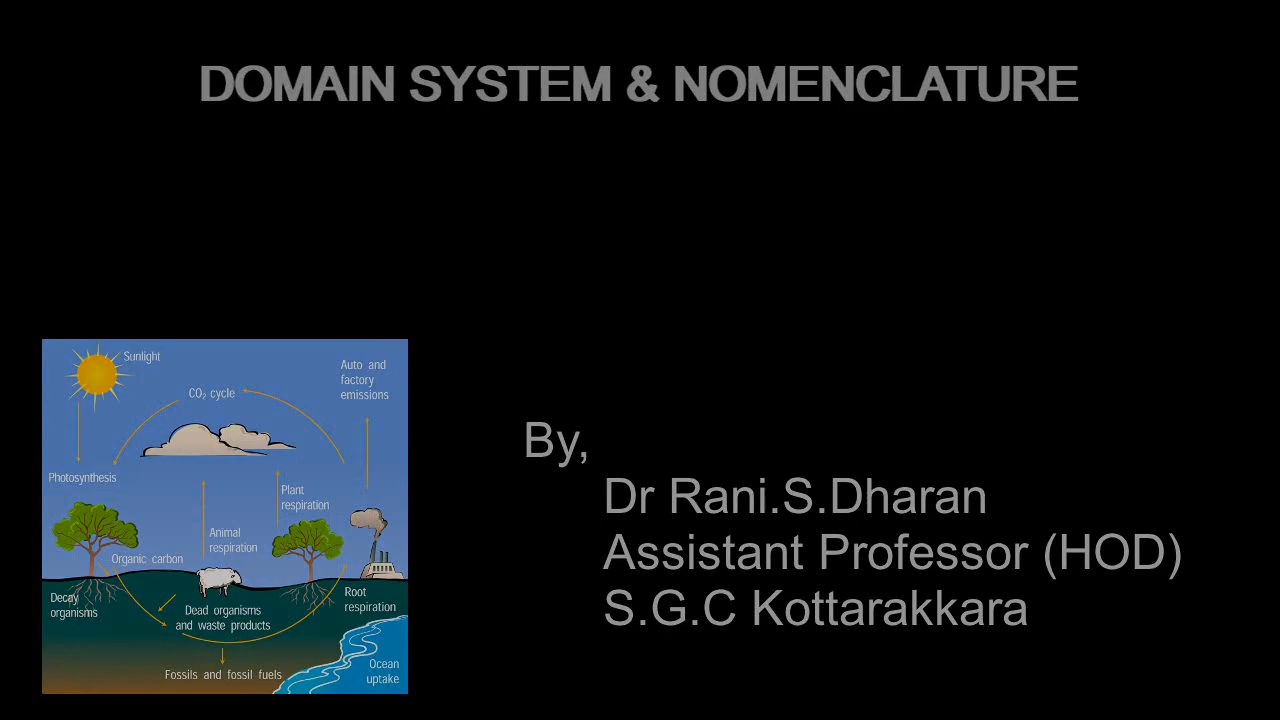 DOMAIN SYSTEM & NOMENCLATURE
Sunlight
Auto and
factory
emissions
CO₂ cycle
Photosynthesis
Plant
respiration
Animal
respiration
Organic carbon
Decay
organisms
Dead organisms
and waste products
Root
respiration
Fossils and fossil fuels
Ocean
uptake
By,
Dr Rani.S.Dharan
Assistant Professor (HOD)
S.G.C Kottarakkara